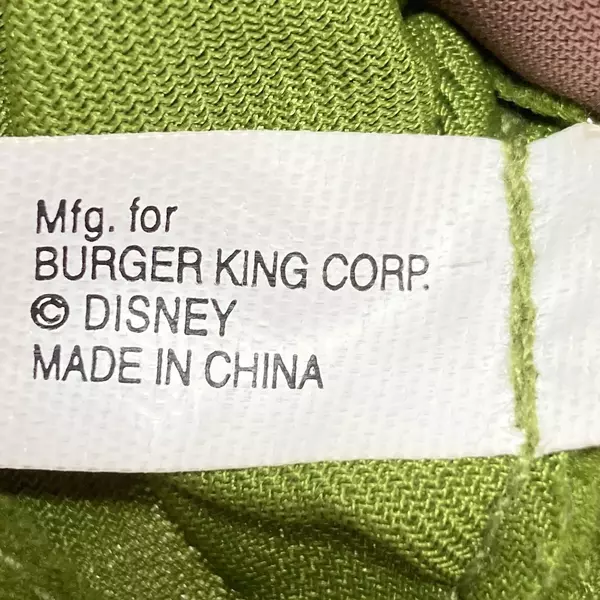 Mfg. for
BURGER KING CORP.
© DISNEY
MADE IN CHINA